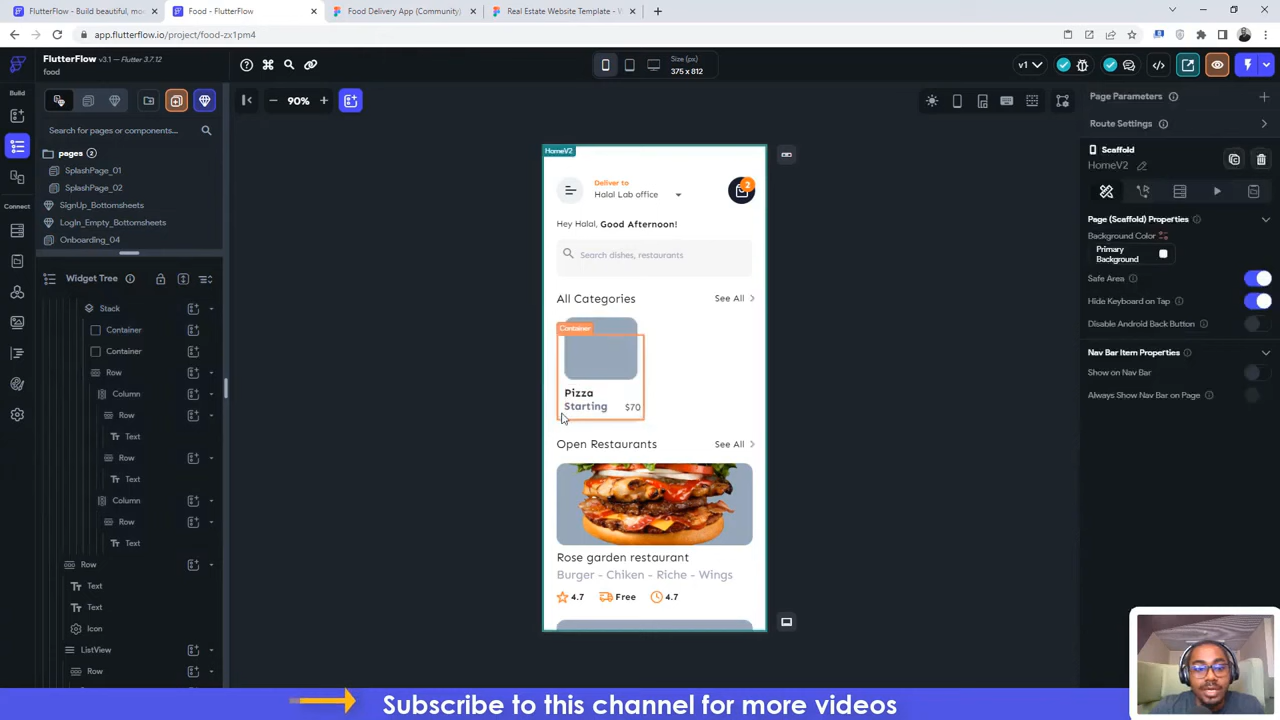 FlutterFlow - Build beautiful, mo
Food - FlutterFlow
Food Delivery App (Community)
Real Estate Website Template - W
app.flutterflow.io/project/food-zx1pm4
FlutterFlow v3.1 – Flutter 3.7.12
food
Size (px)
375 x 812
v1
Build
90%
Page Parameters
Search for pages or components...
Route Settings
pages 2
Scaffold
HomeV2
SplashPage_01
SplashPage_02
Connect
SignUp_Bottomsheets
LogIn_Empty_Bottomsheets
Onboarding_04
Page (Scaffold) Properties
Background Color
Primary Background
Safe Area
Hide Keyboard on Tap
Disable Android Back Button
Nav Bar Item Properties
Show on Nav Bar
Always Show Nav Bar on Page
Widget Tree
Stack
Container
Container
Row
Column
Row
Text
Row
Text
Column
Row
Text
Row
Text
Text
Icon
ListView
Row
HomeV2
Deliver to
Halal Lab office
2
Hey Halal, Good Afternoon!
Search dishes, restaurants
All Categories
See All
Container
Pizza
Starting $70
Open Restaurants
See All
Rose garden restaurant
Burger - Chiken - Riche - Wings
4.7 Free 4.7
Subscribe to this channel for more videos